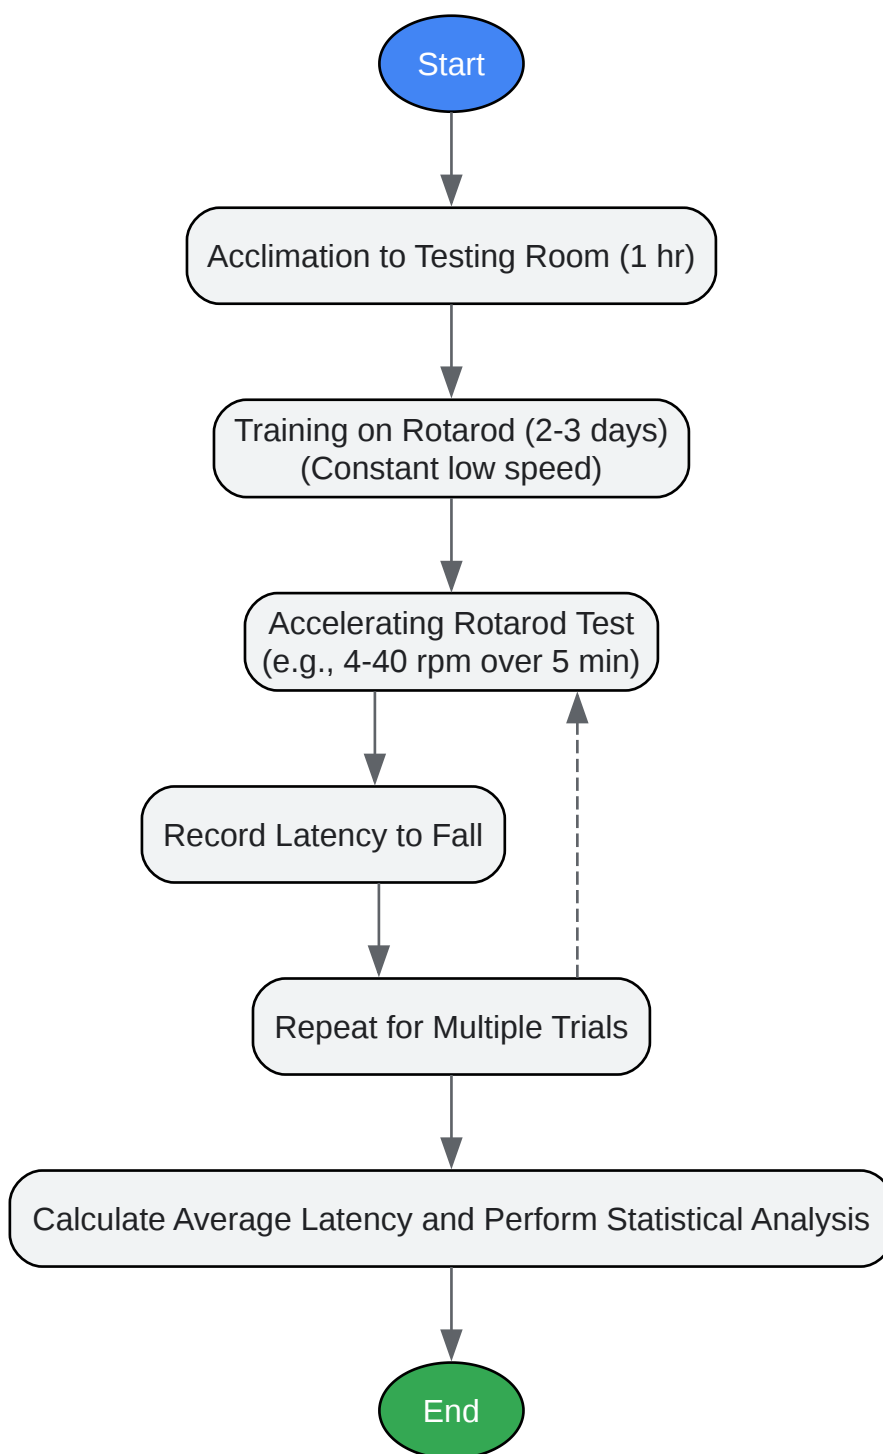 Start
Acclimation to Testing Room (1 hr)
Training on Rotarod (2-3 days)
(Constant low speed)
Accelerating Rotarod Test
(e.g., 4-40 rpm over 5 min)
Record Latency to Fall
Repeat for Multiple Trials
Calculate Average Latency and Perform Statistical Analysis
End